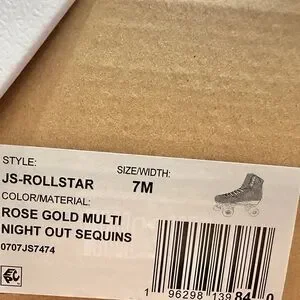 STYLE:
JS-ROLLSTAR
SIZE/WIDTH:
7M
COLOR/MATERIAL:
ROSE GOLD MULTI
NIGHT OUT SEQUINS
0707JS7474
1 96298 139 84 0